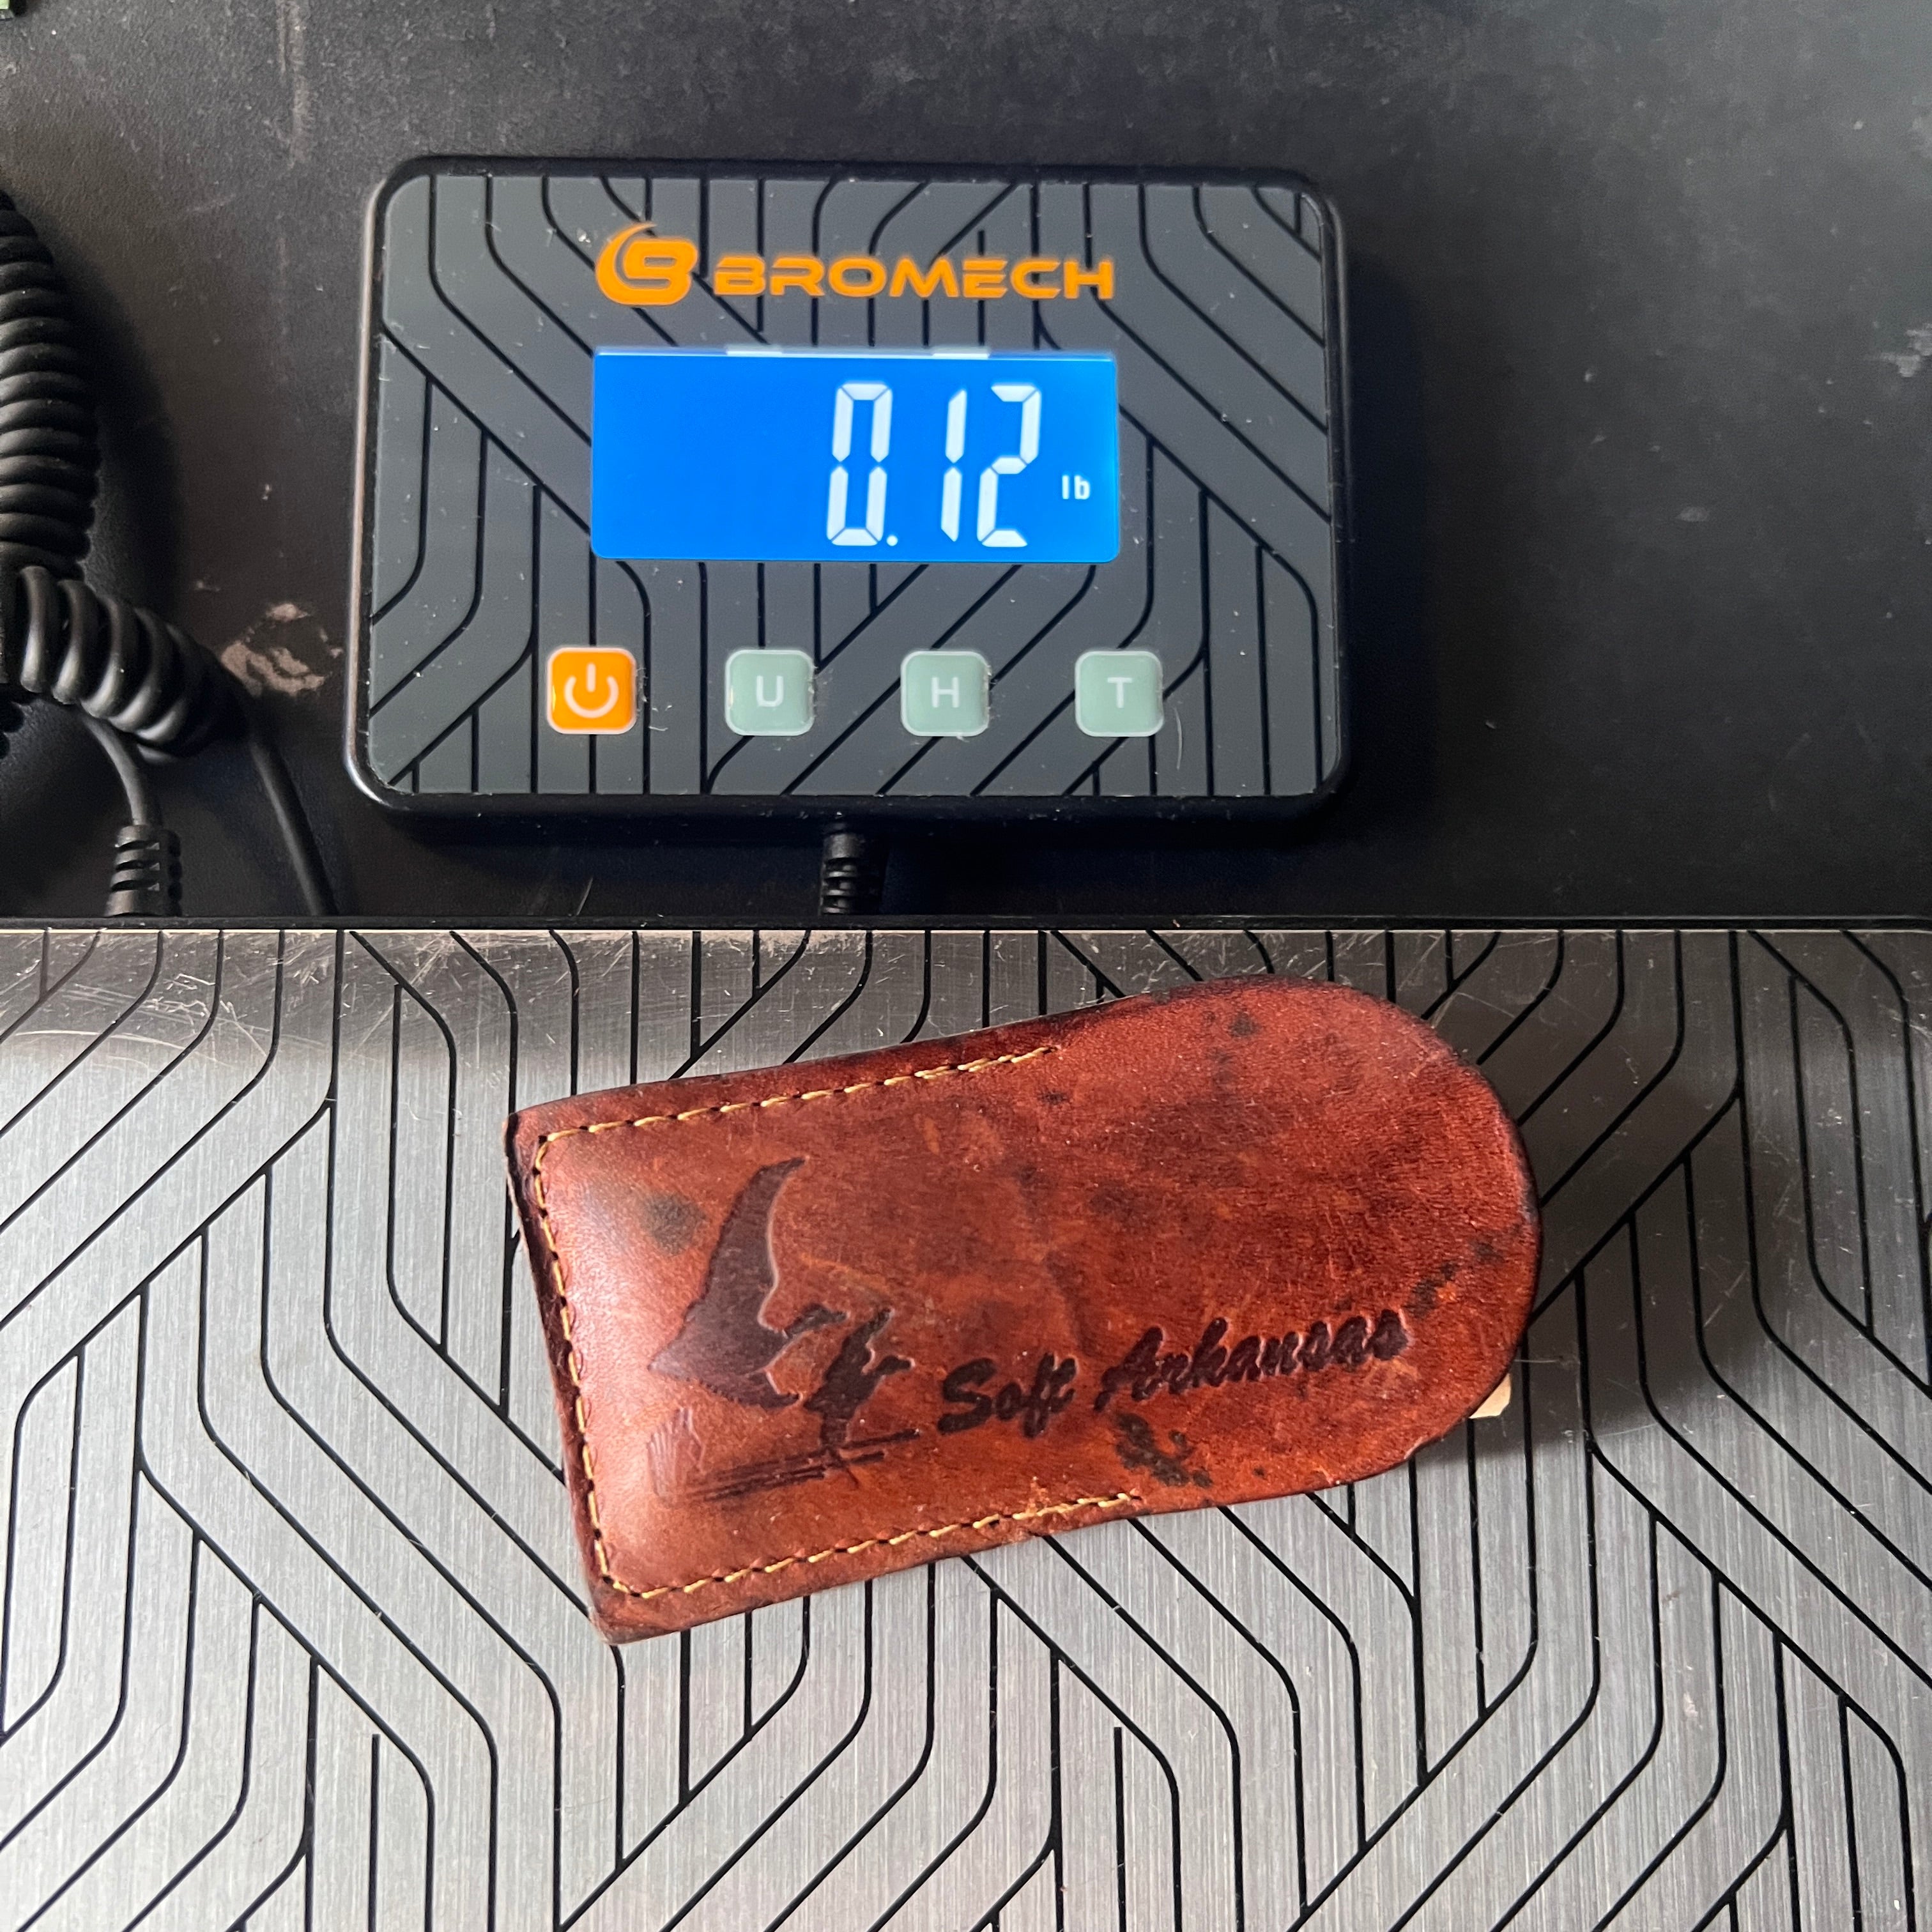 BROMECH
0.12 lb
U H T
Soft Arkansas